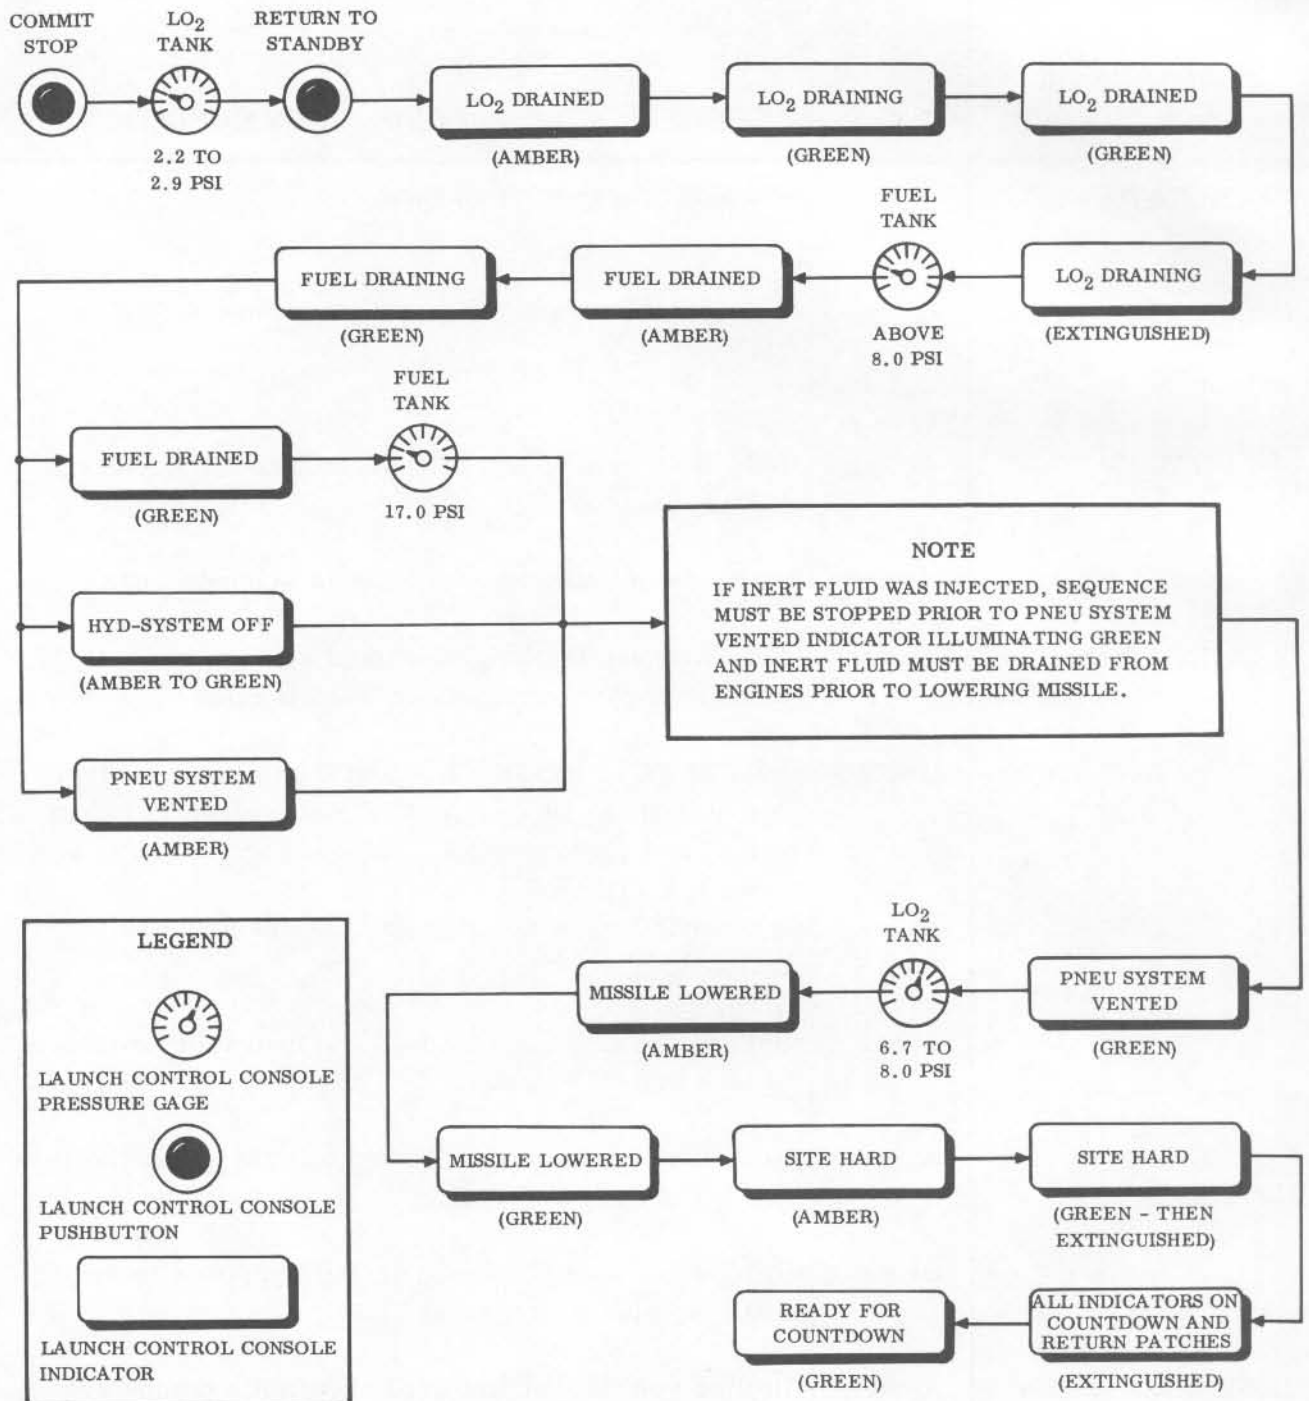 COMMIT
STOP
LO₂
TANK
RETURN TO
STANDBY
2.2 TO
2.9 PSI
LO₂ DRAINED
(AMBER)
LO₂ DRAINING
(GREEN)
LO₂ DRAINED
(GREEN)
LO₂ DRAINING
(EXTINGUISHED)
FUEL
TANK
ABOVE
8.0 PSI
FUEL DRAINED
(AMBER)
FUEL DRAINING
(GREEN)
FUEL DRAINED
(GREEN)
FUEL
TANK
17.0 PSI
HYD-SYSTEM OFF
(AMBER TO GREEN)
PNEU SYSTEM
VENTED
(AMBER)
NOTE
IF INERT FLUID WAS INJECTED, SEQUENCE
MUST BE STOPPED PRIOR TO PNEU SYSTEM
VENTED INDICATOR ILLUMINATING GREEN
AND INERT FLUID MUST BE DRAINED FROM
ENGINES PRIOR TO LOWERING MISSILE.
PNEU SYSTEM
VENTED
(GREEN)
LO₂
TANK
6.7 TO
8.0 PSI
MISSILE LOWERED
(AMBER)
MISSILE LOWERED
(GREEN)
SITE HARD
(AMBER)
SITE HARD
(GREEN - THEN
EXTINGUISHED)
ALL INDICATORS ON
COUNTDOWN AND
RETURN PATCHES
(EXTINGUISHED)
READY FOR
COUNTDOWN
(GREEN)
LEGEND
LAUNCH CONTROL CONSOLE
PRESSURE GAGE
LAUNCH CONTROL CONSOLE
PUSHBUTTON
LAUNCH CONTROL CONSOLE
INDICATOR